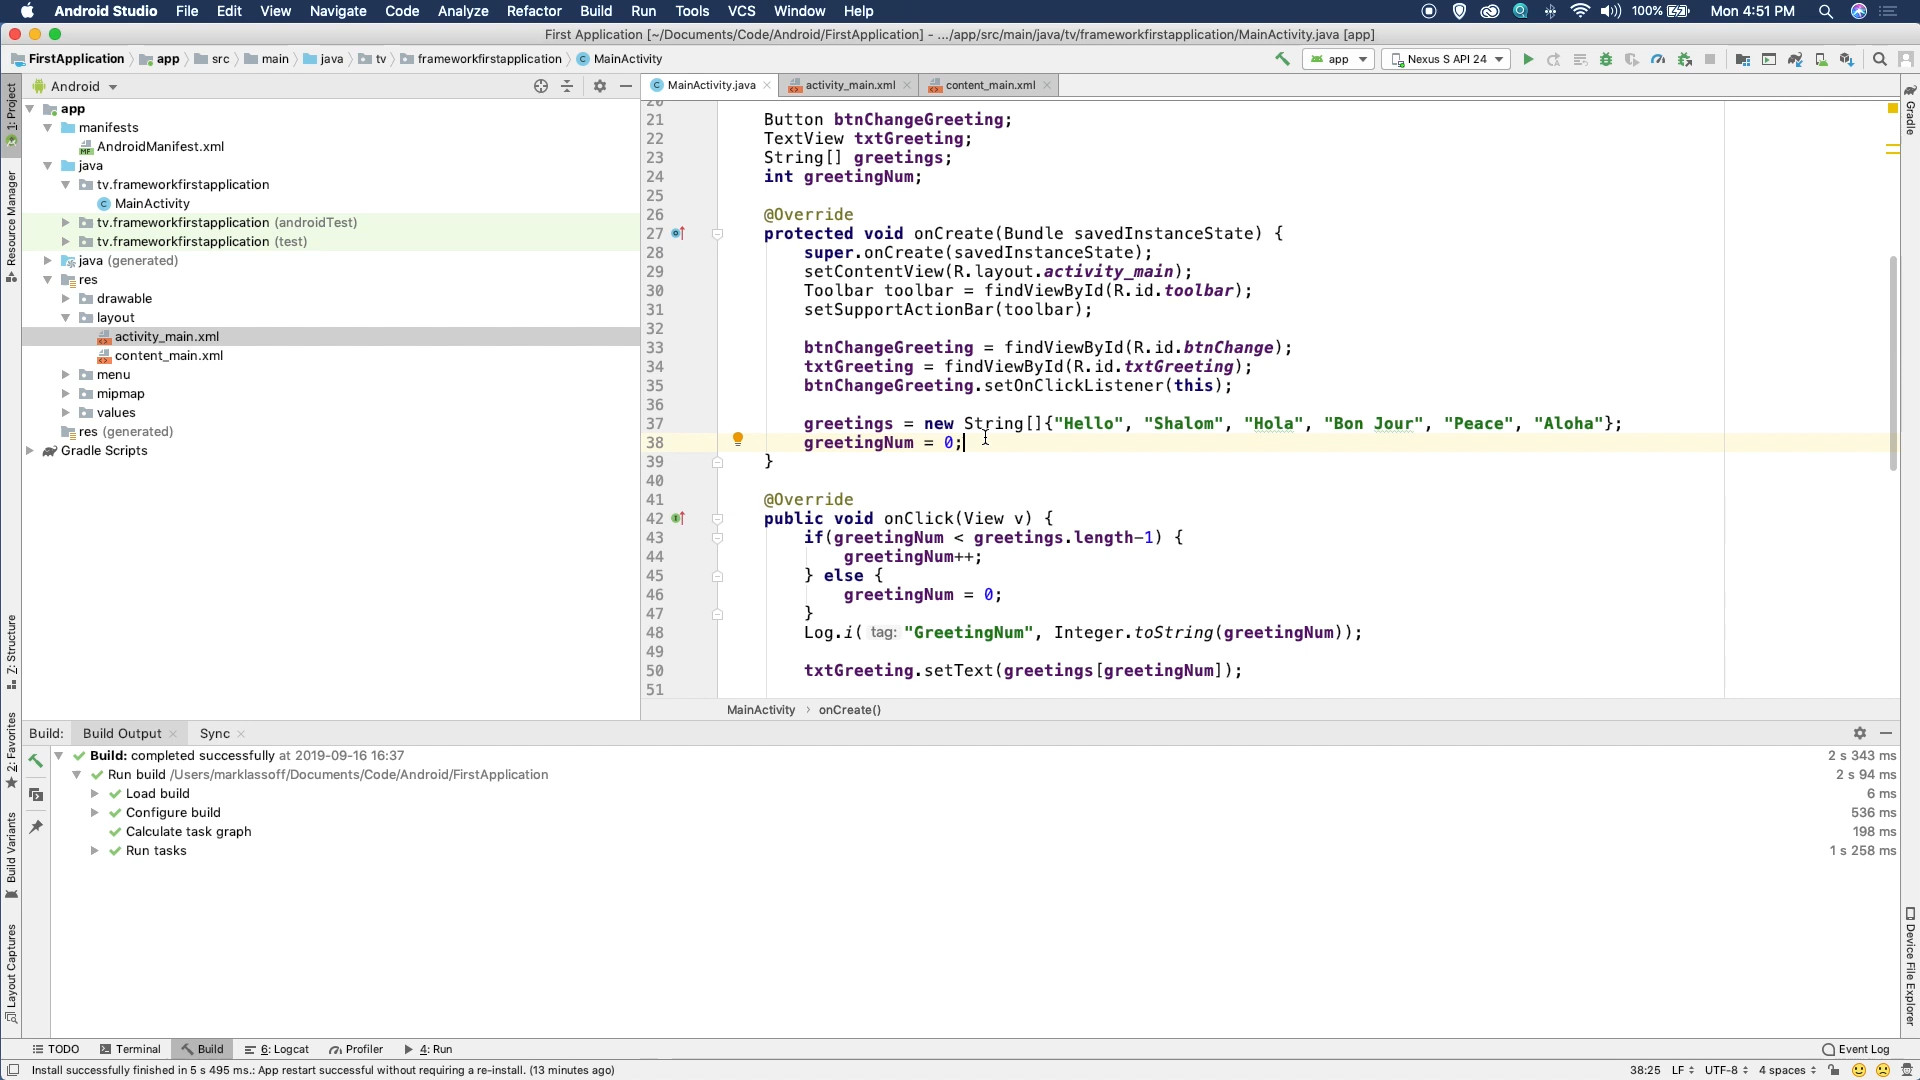 Android Studio File Edit View Navigate Code Analyze Refactor Build Run Tools VCS Window Help 100% Mon 4:51 PM
First Application [~/Documents/Code/Android/FirstApplication] - .../app/src/main/java/tv/frameworkfirstapplication/MainActivity.java [app]
FirstApplication app src main java tv frameworkfirstapplication MainActivity app Nexus S API 24
Android
MainActivity.java activity_main.xml content_main.xml
app
manifests
AndroidManifest.xml
java
tv.frameworkfirstapplication
MainActivity
tv.frameworkfirstapplication (androidTest)
tv.frameworkfirstapplication (test)
java (generated)
res
drawable
layout
activity_main.xml
content_main.xml
menu
mipmap
values
res (generated)
Gradle Scripts
1: Project
Resource Manager
Z: Structure
2: Favorites
Build Variants
Layout Captures
20
21 Button btnChangeGreeting;
22 TextView txtGreeting;
23 String[] greetings;
24 int greetingNum;
25
26 @Override
27 protected void onCreate(Bundle savedInstanceState) {
28 super.onCreate(savedInstanceState);
29 setContentView(R.layout.activity_main);
30 Toolbar toolbar = findViewById(R.id.toolbar);
31 setSupportActionBar(toolbar);
32
33 btnChangeGreeting = findViewById(R.id.btnChange);
34 txtGreeting = findViewById(R.id.txtGreeting);
35 btnChangeGreeting.setOnClickListener(this);
36
37 greetings = new String[]{"Hello", "Shalom", "Hola", "Bon Jour", "Peace", "Aloha"};
38 greetingNum = 0;
39 }
40
41 @Override
42 public void onClick(View v) {
43 if(greetingNum < greetings.length-1) {
44 greetingNum++;
45 } else {
46 greetingNum = 0;
47 }
48 Log.i( tag: "GreetingNum", Integer.toString(greetingNum));
49
50 txtGreeting.setText(greetings[greetingNum]);
51
MainActivity › onCreate()
Gradle
Device File Explorer
Build: Build Output Sync
Build: completed successfully at 2019-09-16 16:37 2 s 343 ms
Run build /Users/marklassoff/Documents/Code/Android/FirstApplication 2 s 94 ms
Load build 6 ms
Configure build 536 ms
Calculate task graph 198 ms
Run tasks 1 s 258 ms
TODO Terminal Build 6: Logcat Profiler 4: Run Event Log
Install successfully finished in 5 s 495 ms.: App restart successful without requiring a re-install. (13 minutes ago) 38:25 LF UTF-8 4 spaces